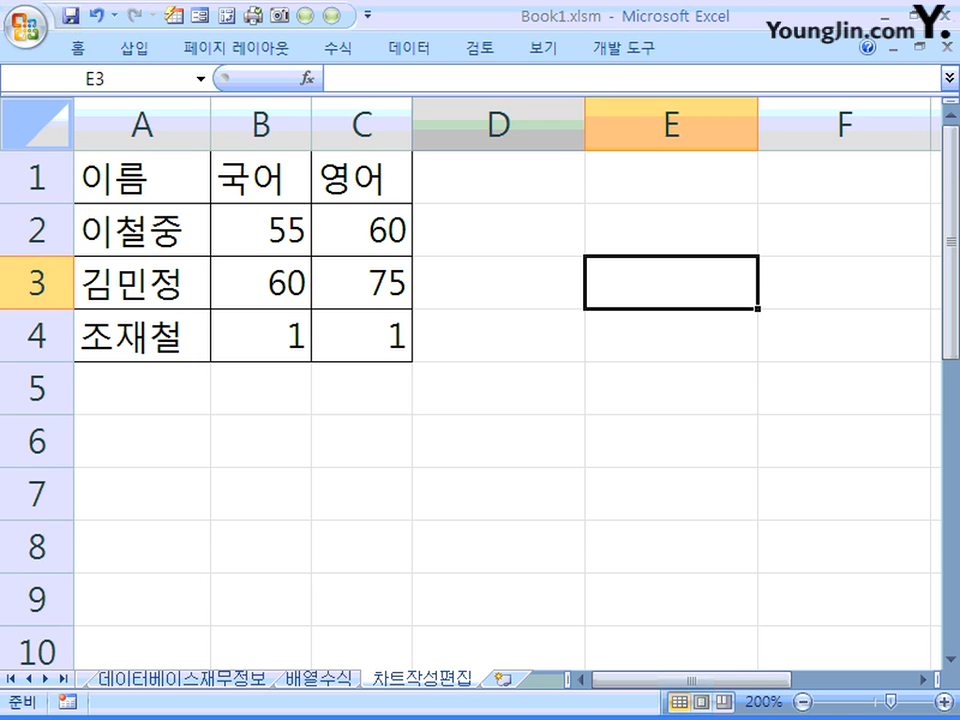 Book1.xlsm - Microsoft Excel
YoungJin.com Y.
홈 삽입 페이지 레이아웃 수식 데이터 검토 보기 개발 도구
E3 fx
A B C D E F
1 이름 국어 영어
2 이철중 55 60
3 김민정 60 75
4 조재철 1 1
5
6
7
8
9
10
데이터베이스재무정보 배열수식 차트작성편집
준비 200%